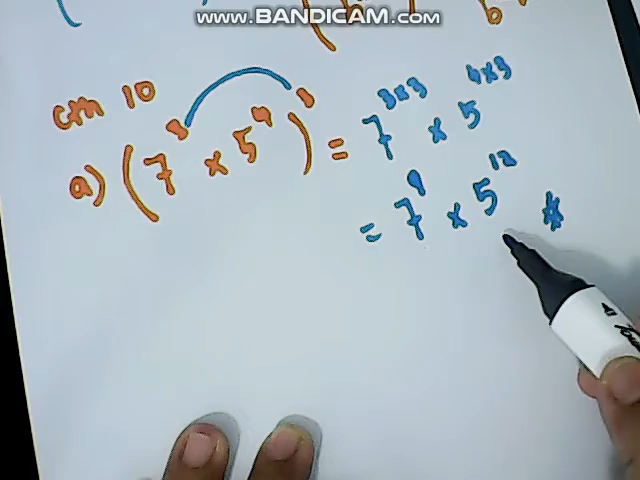 www.BANDICAM.com
cm 10
a) (7³ × 5⁴)³ = 7³ˣ³ × 5⁴ˣ³
= 7⁹ × 5¹² *